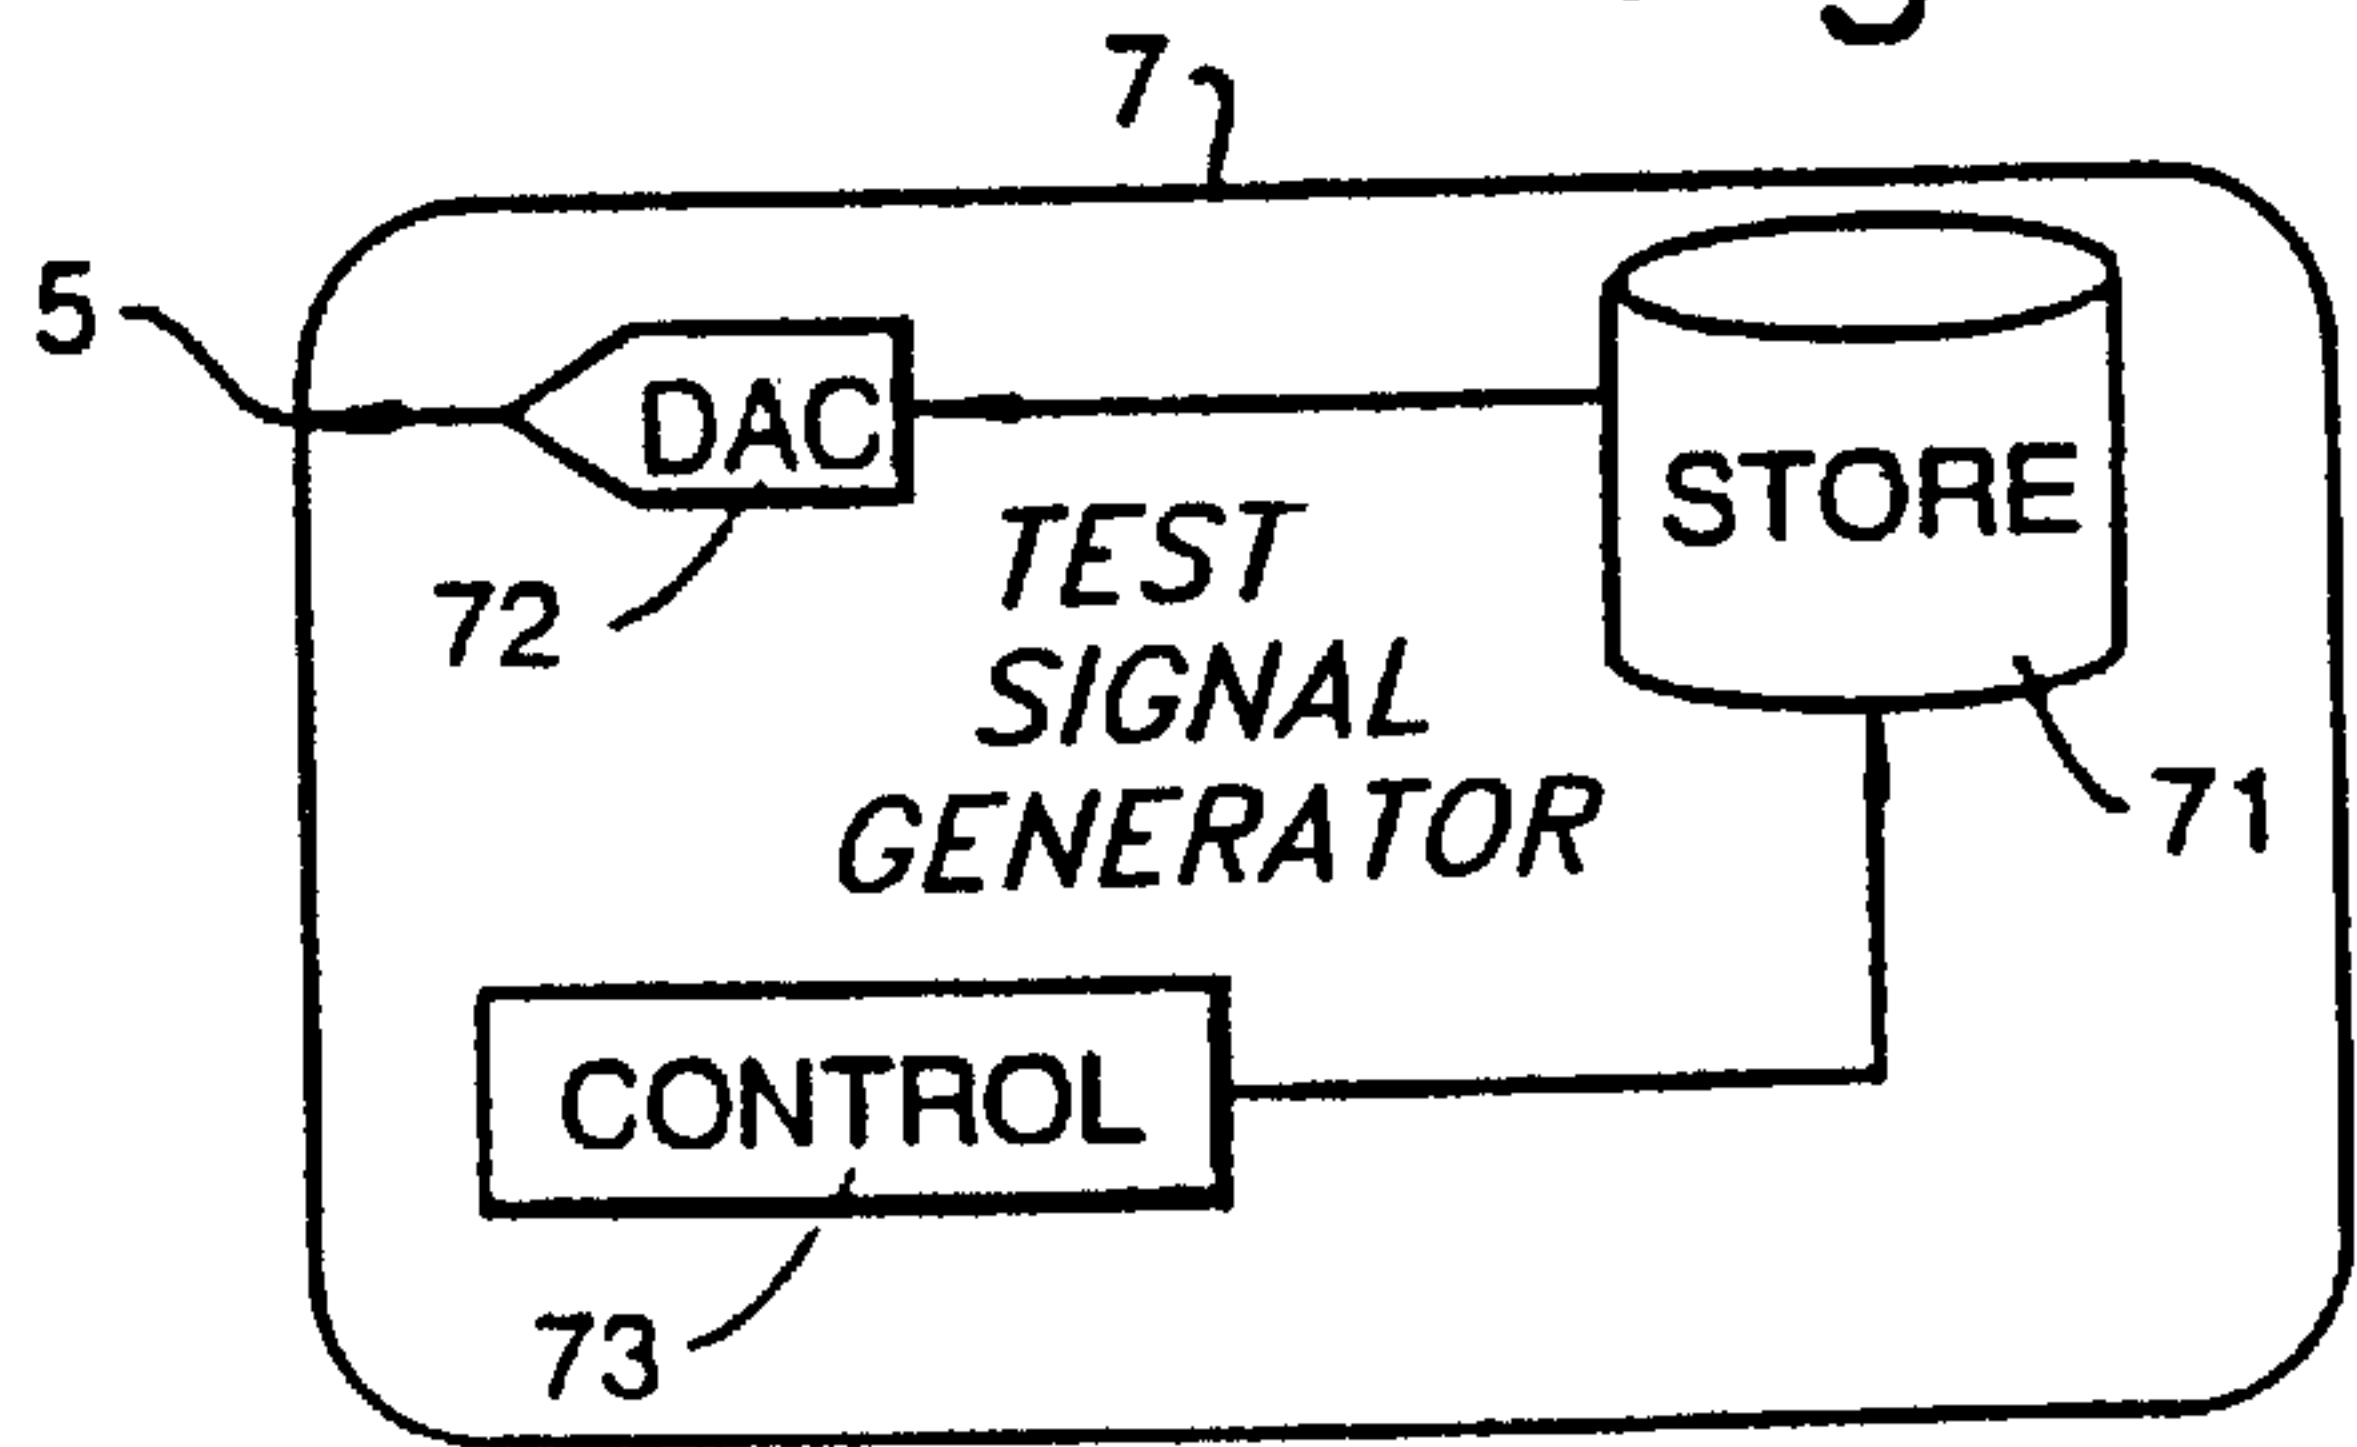 7
5
DAC
STORE
72
TEST
SIGNAL
GENERATOR
71
CONTROL
73